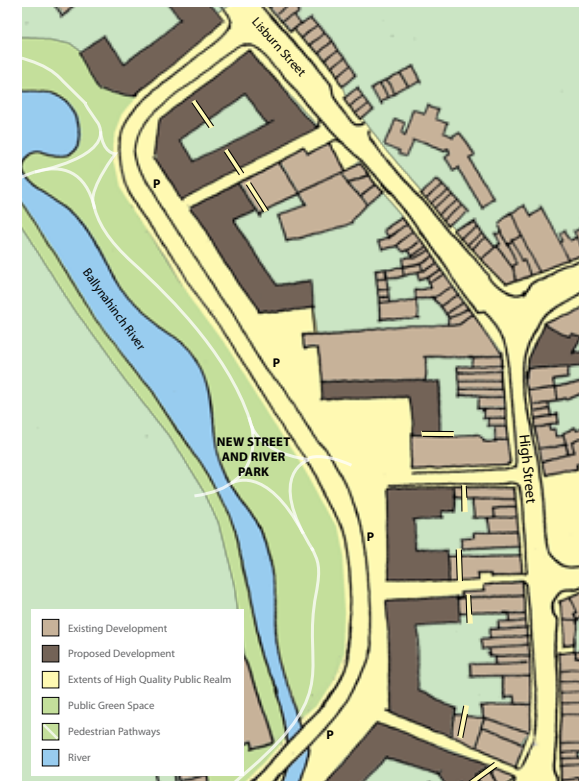 Lisburn Street
P
Ballynahinch River
P
NEW STREET
AND RIVER
PARK
High Street
P
Existing Development
Proposed Development
Extents of High Quality Public Realm
Public Green Space
Pedestrian Pathways
River
P